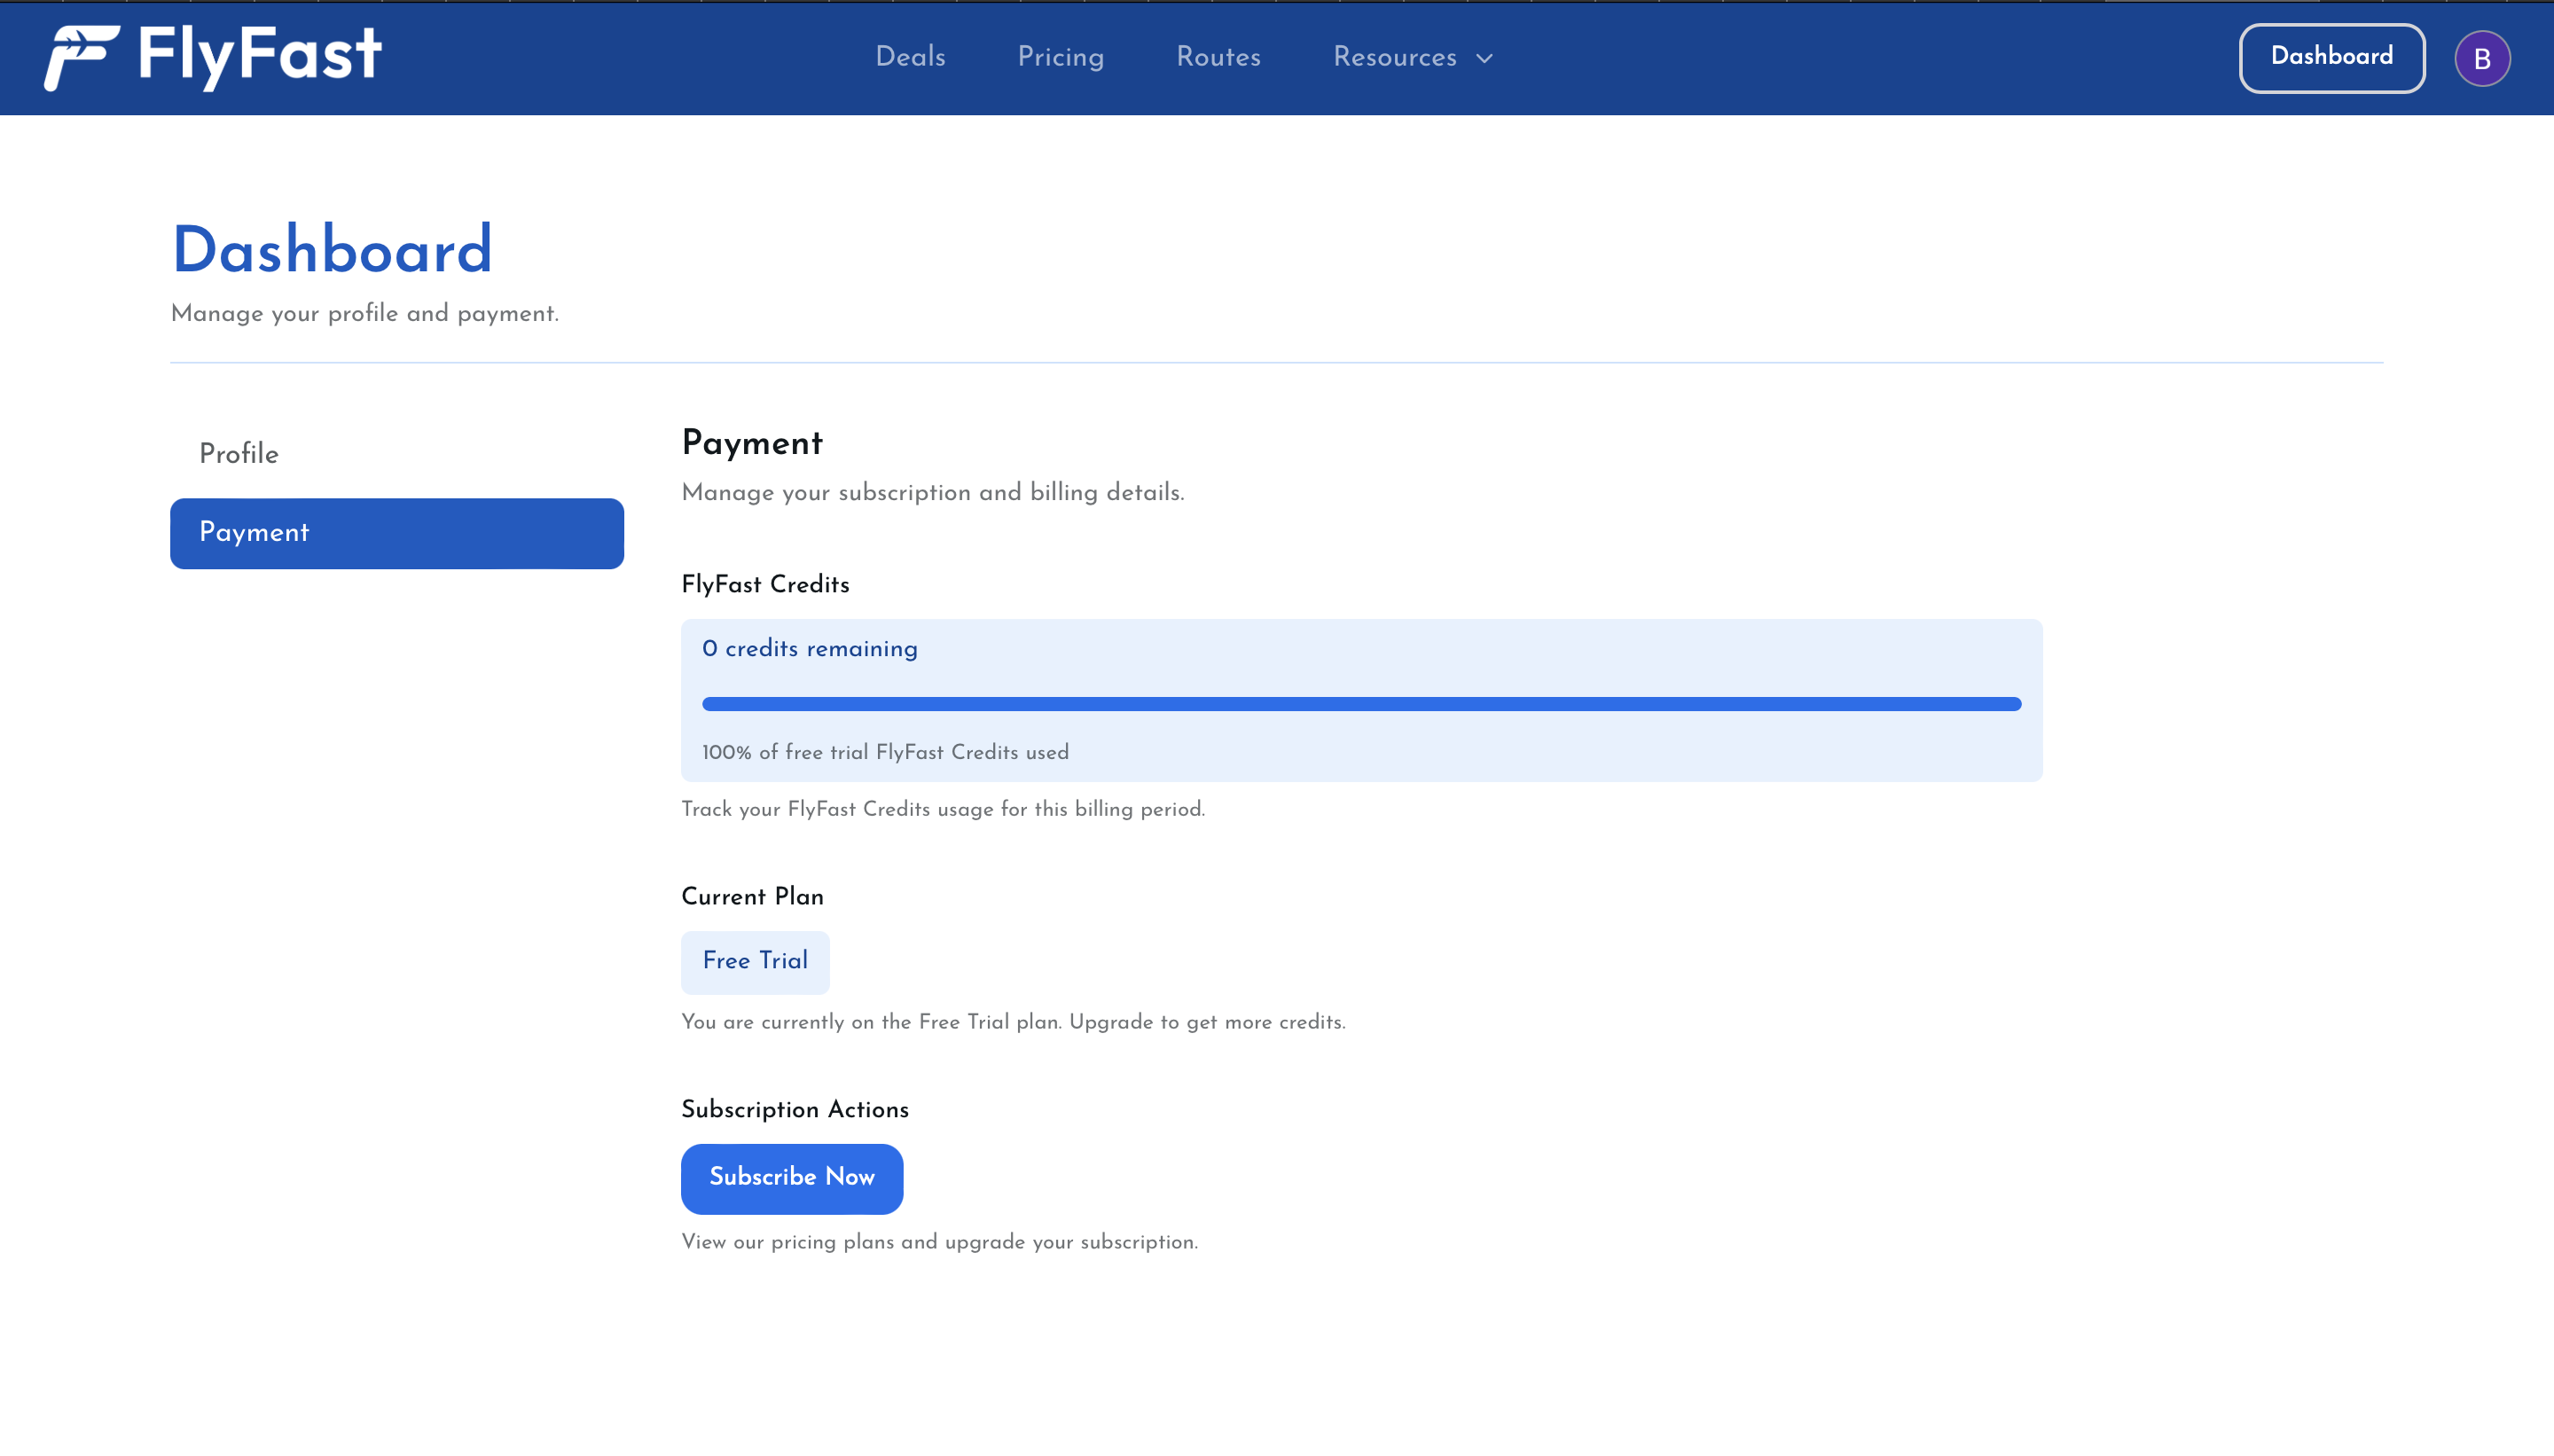 FlyFast
Deals
Pricing
Routes
Resources
Dashboard
B
Dashboard
Manage your profile and payment.
Profile
Payment
Payment
Manage your subscription and billing details.
FlyFast Credits
0 credits remaining
100% of free trial FlyFast Credits used
Track your FlyFast Credits usage for this billing period.
Current Plan
Free Trial
You are currently on the Free Trial plan. Upgrade to get more credits.
Subscription Actions
Subscribe Now
View our pricing plans and upgrade your subscription.